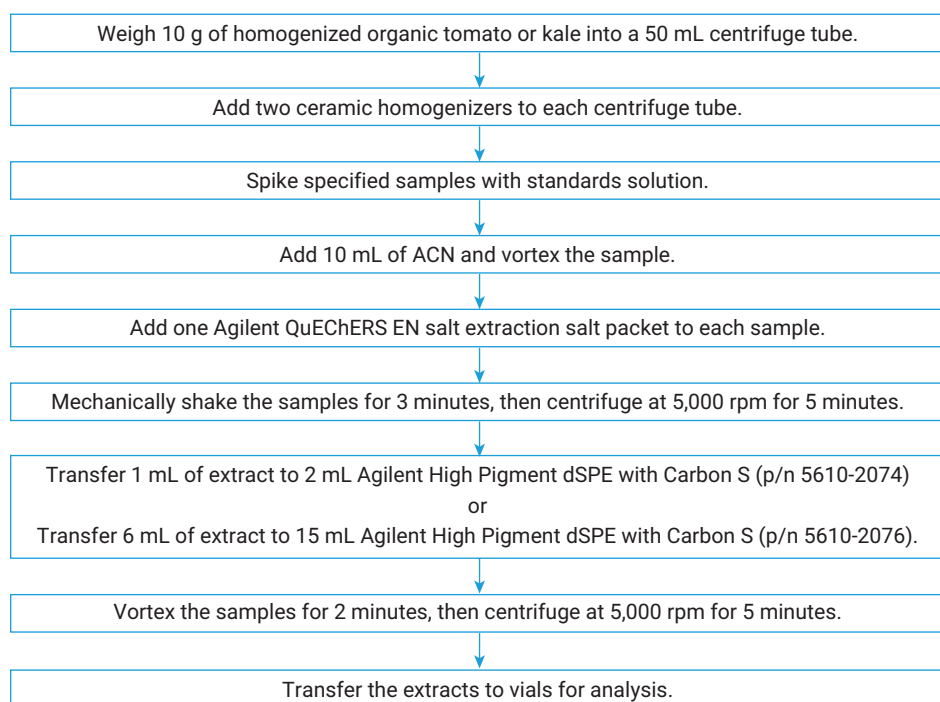 Weigh 10 g of homogenized organic tomato or kale into a 50 mL centrifuge tube.
Add two ceramic homogenizers to each centrifuge tube.
Spike specified samples with standards solution.
Add 10 mL of ACN and vortex the sample.
Add one Agilent QuEChERS EN salt extraction salt packet to each sample.
Mechanically shake the samples for 3 minutes, then centrifuge at 5,000 rpm for 5 minutes.
Transfer 1 mL of extract to 2 mL Agilent High Pigment dSPE with Carbon S (p/n 5610-2074)
or
Transfer 6 mL of extract to 15 mL Agilent High Pigment dSPE with Carbon S (p/n 5610-2076).
Vortex the samples for 2 minutes, then centrifuge at 5,000 rpm for 5 minutes.
Transfer the extracts to vials for analysis.